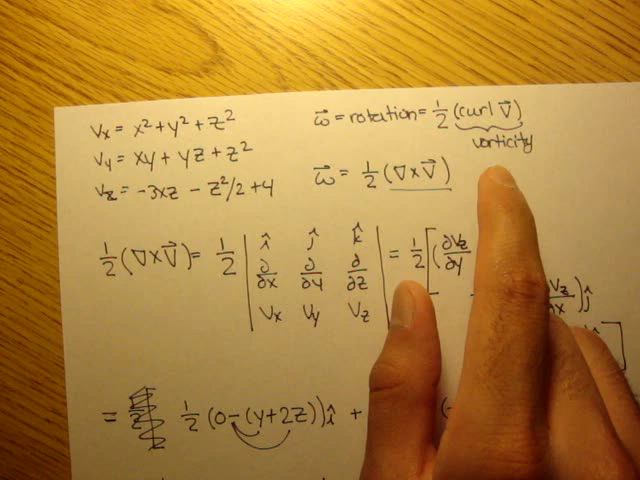 Vx = x² + y² + z²
Vy = xy + yz + z²
Vz = -3xz - z²/2 + 4
ω⃗ = rotation = 1/2 (curl V⃗)
vorticity
ω⃗ = 1/2 (∇ × V⃗)
1/2 (∇ × V⃗) = 1/2 | î ĵ k̂ | = 1/2 [ (∂Vz/∂y
| ∂/∂x ∂/∂y ∂/∂z | Vz/∂x) ĵ
| Vx Vy Vz | ]
= 1/2 (0 - (y + 2z)) î + (-